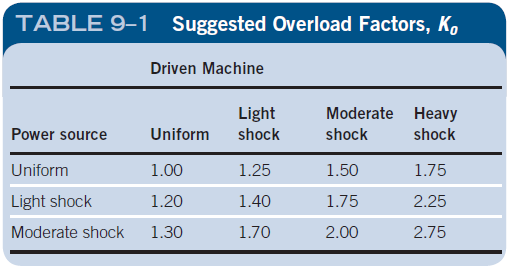 TABLE 9–1 Suggested Overload Factors, Ko
Driven Machine
Power source Uniform Light shock Moderate shock Heavy shock
Uniform 1.00 1.25 1.50 1.75
Light shock 1.20 1.40 1.75 2.25
Moderate shock 1.30 1.70 2.00 2.75